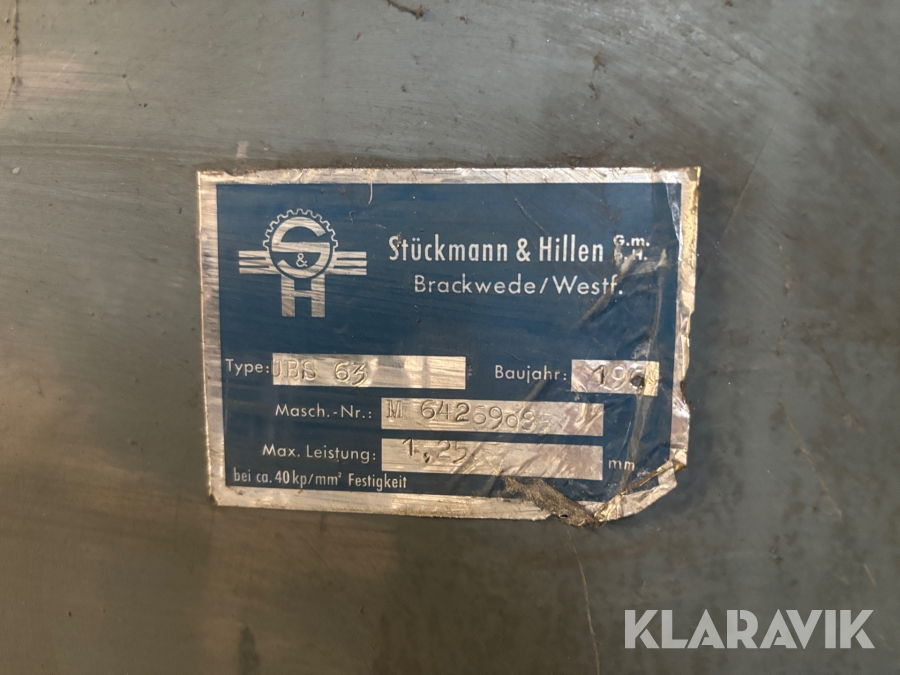 S
&
H
Stückmann & Hillen G.m.b.H.
Brackwede/Westf.
Type: JBS 63 Baujahr:
Masch.-Nr.: M
Max. Leistung: 1,25 mm
bei ca. 40 kp/mm² Festigkeit
KLARAVIK